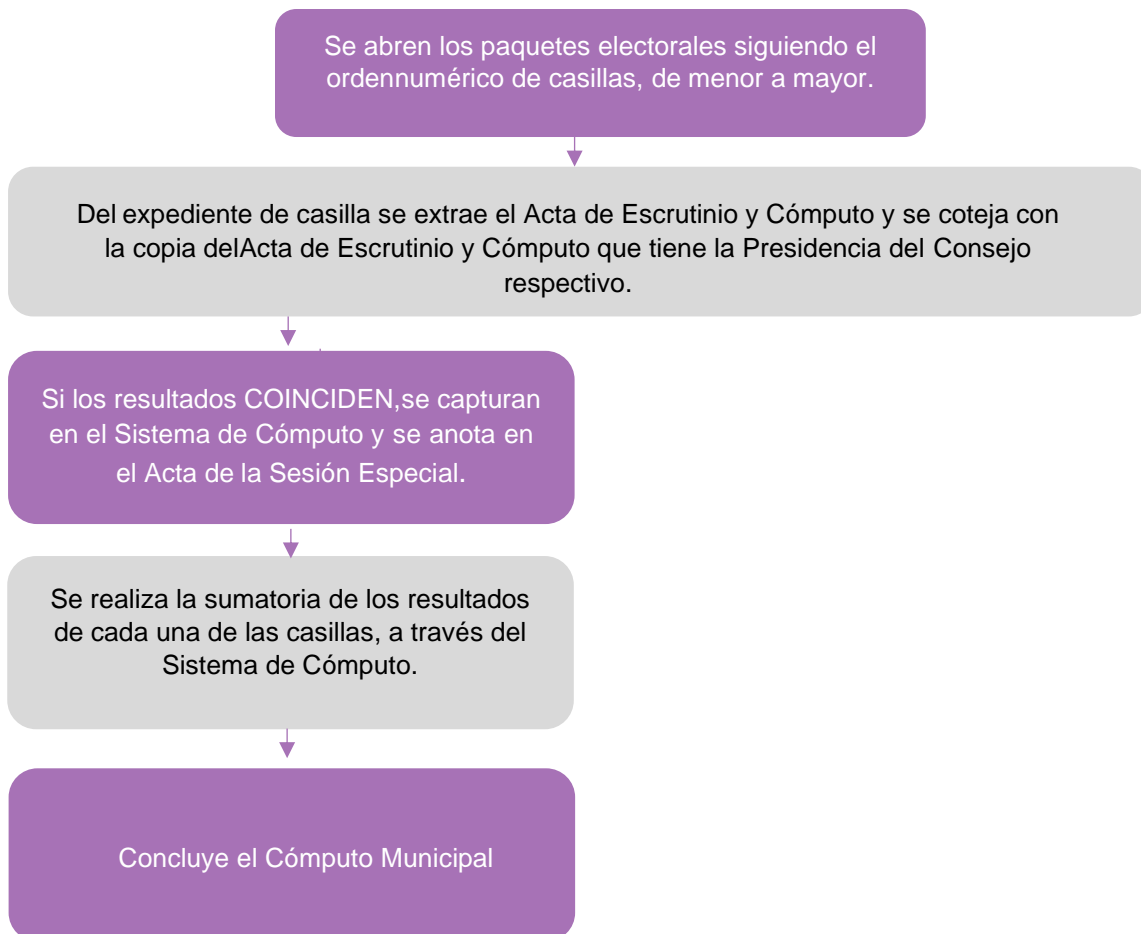 Se abren los paquetes electorales siguiendo el
ordennumérico de casillas, de menor a mayor.
Del expediente de casilla se extrae el Acta de Escrutinio y Cómputo y se coteja con
la copia delActa de Escrutinio y Cómputo que tiene la Presidencia del Consejo
respectivo.
Si los resultados COINCIDEN,se capturan
en el Sistema de Cómputo y se anota en
el Acta de la Sesión Especial.
Se realiza la sumatoria de los resultados
de cada una de las casillas, a través del
Sistema de Cómputo.
Concluye el Cómputo Municipal